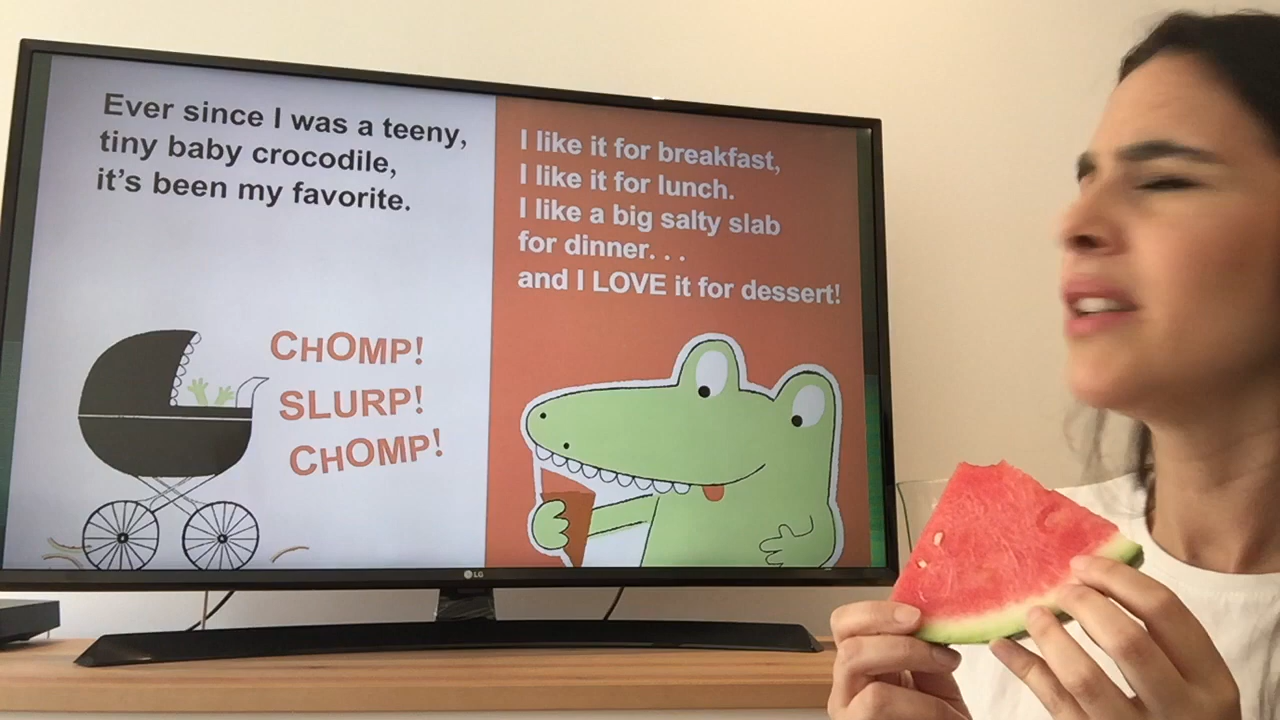 Ever since I was a teeny,
tiny baby crocodile,
it's been my favorite.
CHOMP!
SLURP!
CHOMP!
I like it for breakfast,
I like it for lunch.
I like a big salty slab
for dinner. . .
and I LOVE it for dessert!
LG